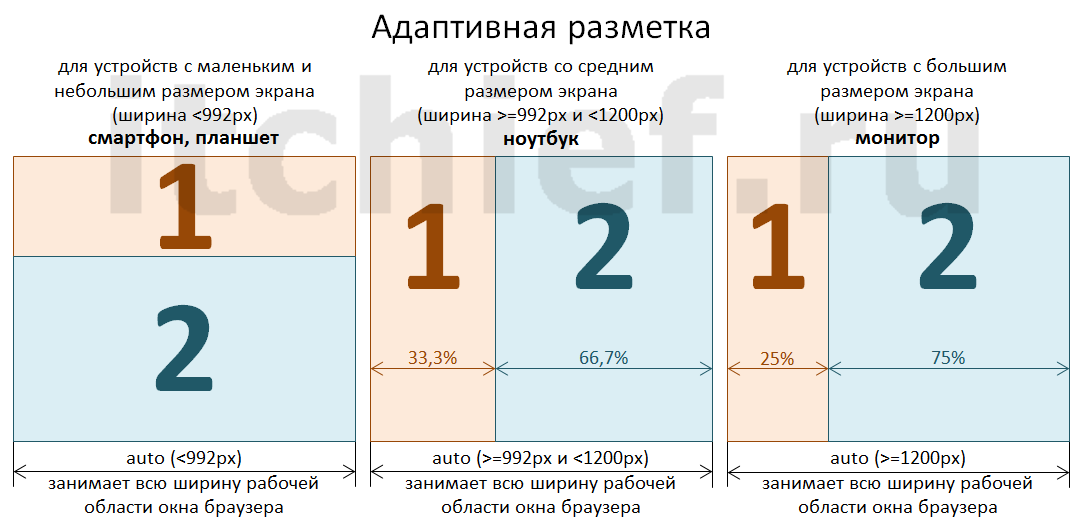 Адаптивная разметка
для устройств с маленьким и
небольшим размером экрана
(ширина <992px)
смартфон, планшет
для устройств со средним
размером экрана
(ширина >=992px и <1200px)
ноутбук
для устройств с большим
размером экрана
(ширина >=1200px)
монитор
itchief.ru
1
2
auto (<992px)
занимает всю ширину рабочей
области окна браузера
1
2
33,3%
66,7%
auto (>=992px и <1200px)
занимает всю ширину рабочей
области окна браузера
1
2
25%
75%
auto (>=1200px)
занимает всю ширину рабочей
области окна браузера